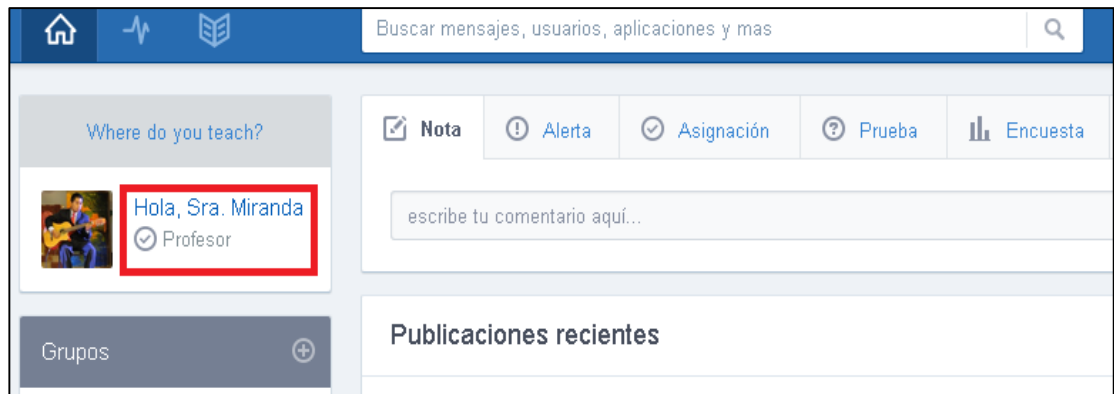 Buscar mensajes, usuarios, aplicaciones y mas
Where do you teach?
Hola, Sra. Miranda
Profesor
Grupos
Nota Alerta Asignación Prueba Encuesta
escribe tu comentario aquí...
Publicaciones recientes